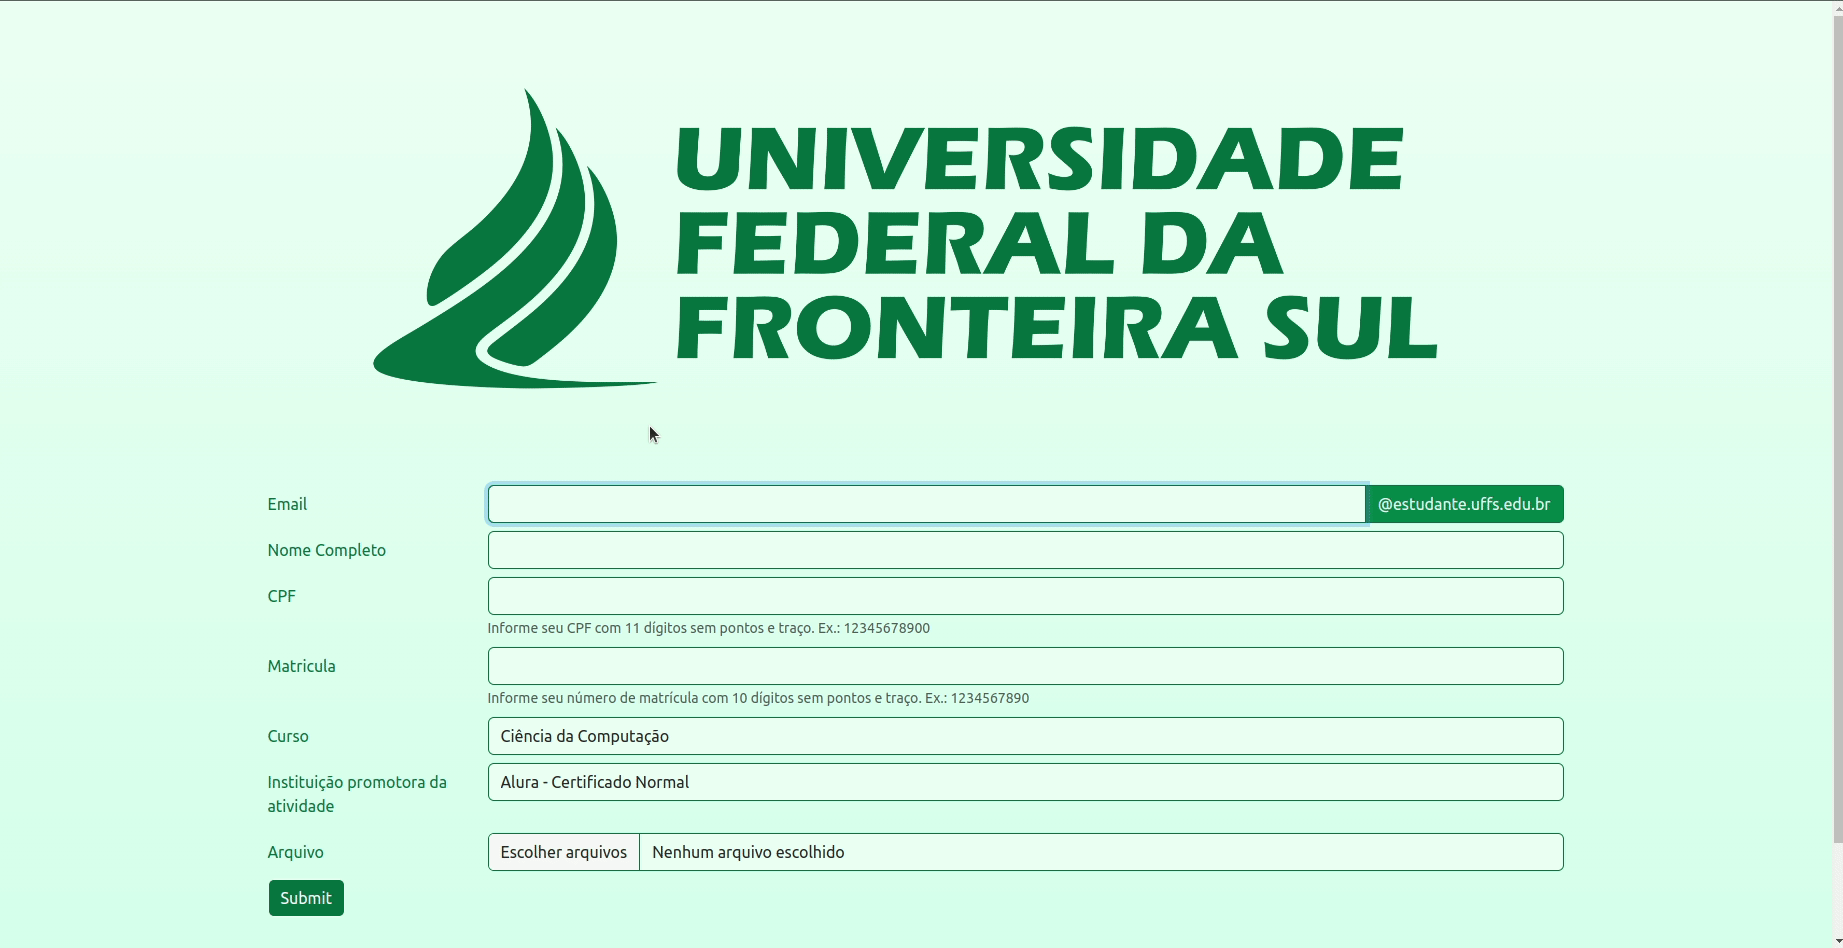 UNIVERSIDADE
FEDERAL DA
FRONTEIRA SUL
Email
@estudante.uffs.edu.br
Nome Completo
CPF
Informe seu CPF com 11 dígitos sem pontos e traço. Ex.: 12345678900
Matricula
Informe seu número de matrícula com 10 dígitos sem pontos e traço. Ex.: 1234567890
Curso
Ciência da Computação
Instituição promotora da
atividade
Alura - Certificado Normal
Arquivo
Escolher arquivos
Nenhum arquivo escolhido
Submit